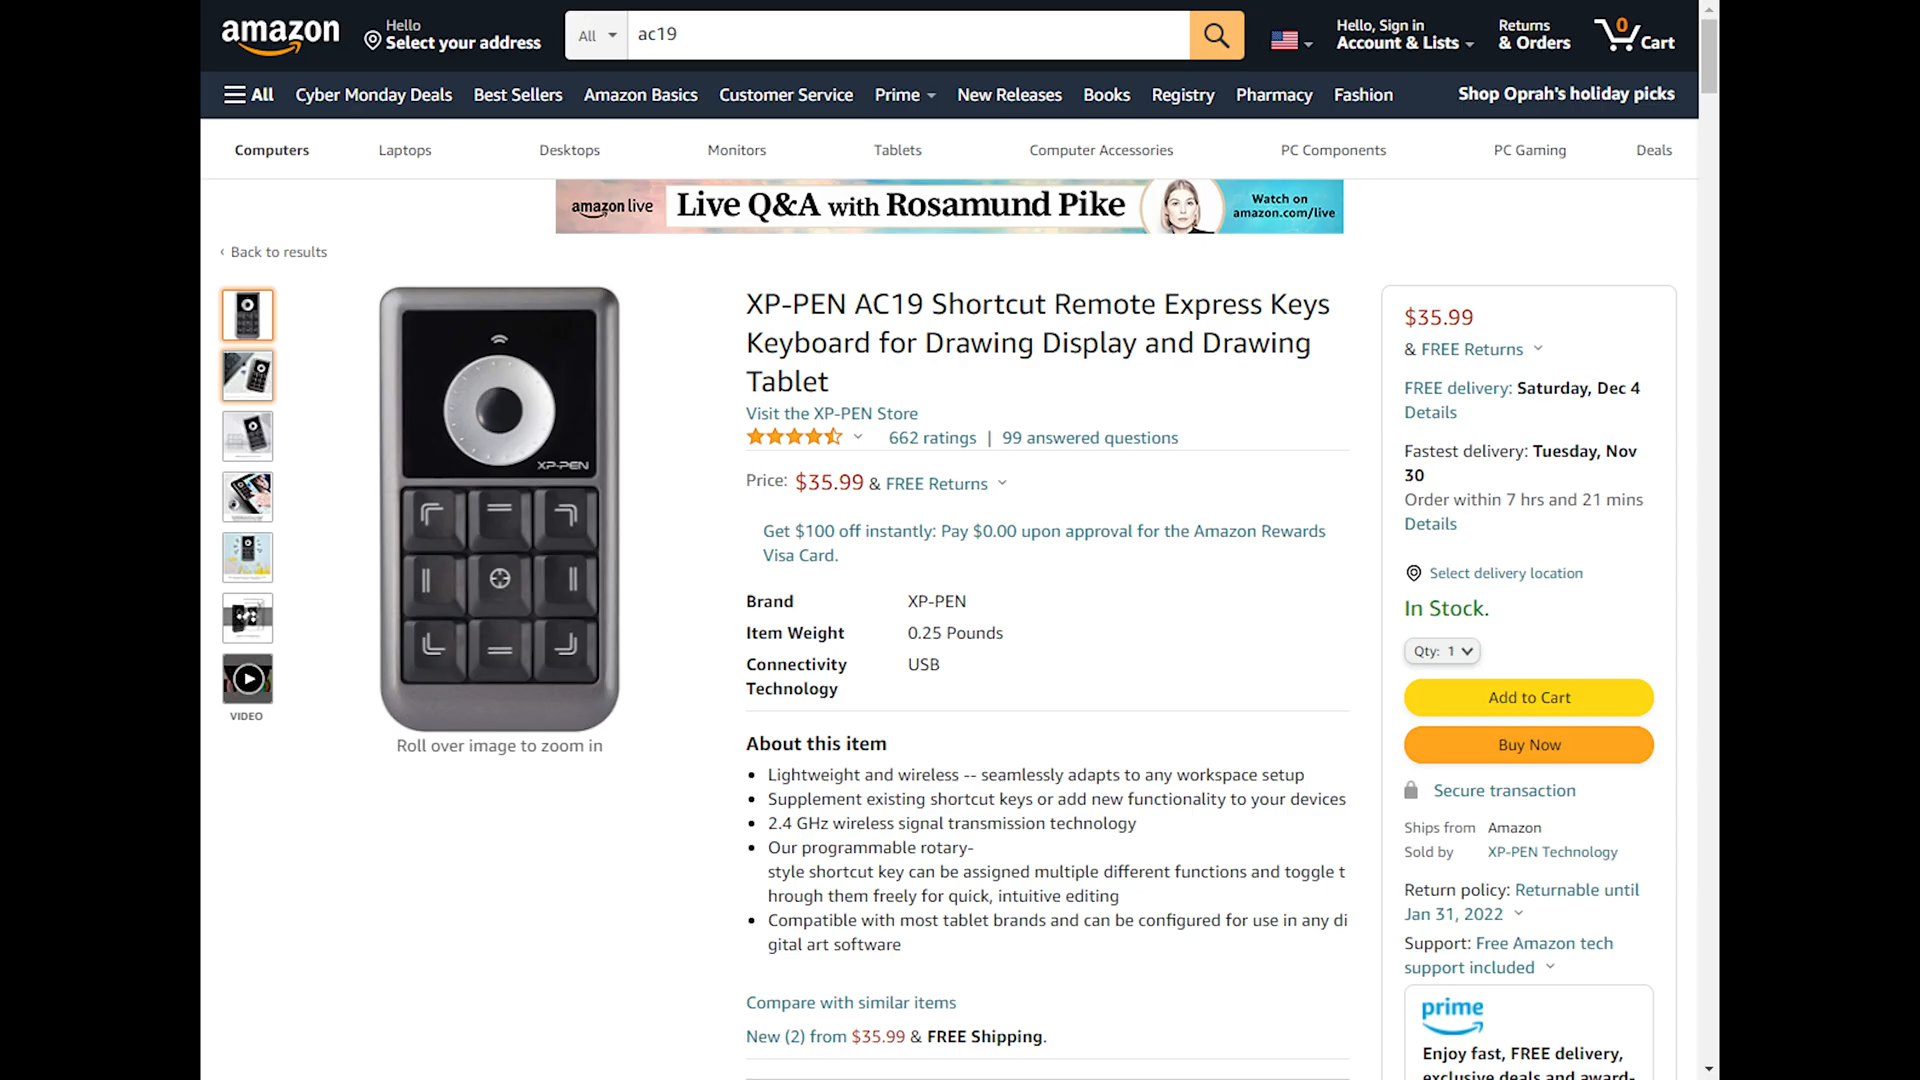 amazon
Hello
Select your address
All
ac19
Hello, Sign in
Account & Lists
Returns
& Orders
0
Cart
All
Cyber Monday Deals
Best Sellers
Amazon Basics
Customer Service
Prime
New Releases
Books
Registry
Pharmacy
Fashion
Shop Oprah's holiday picks
Computers
Laptops
Desktops
Monitors
Tablets
Computer Accessories
PC Components
PC Gaming
Deals
amazon live
Live Q&A with Rosamund Pike
Watch on
amazon.com/live
‹ Back to results
XP-PEN
VIDEO
Roll over image to zoom in
XP-PEN AC19 Shortcut Remote Express Keys
Keyboard for Drawing Display and Drawing
Tablet
Visit the XP-PEN Store
662 ratings | 99 answered questions
Price: $35.99 & FREE Returns
Get $100 off instantly: Pay $0.00 upon approval for the Amazon Rewards
Visa Card.
Brand XP-PEN
Item Weight 0.25 Pounds
Connectivity USB
Technology
About this item
• Lightweight and wireless -- seamlessly adapts to any workspace setup
• Supplement existing shortcut keys or add new functionality to your devices
• 2.4 GHz wireless signal transmission technology
• Our programmable rotary-
style shortcut key can be assigned multiple different functions and toggle t
hrough them freely for quick, intuitive editing
• Compatible with most tablet brands and can be configured for use in any di
gital art software
Compare with similar items
New (2) from $35.99 & FREE Shipping.
$35.99
& FREE Returns
FREE delivery: Saturday, Dec 4
Details
Fastest delivery: Tuesday, Nov
30
Order within 7 hrs and 21 mins
Details
Select delivery location
In Stock.
Qty: 1
Add to Cart
Buy Now
Secure transaction
Ships from Amazon
Sold by XP-PEN Technology
Return policy: Returnable until
Jan 31, 2022
Support: Free Amazon tech
support included
prime
Enjoy fast, FREE delivery,
exclusive deals and award-